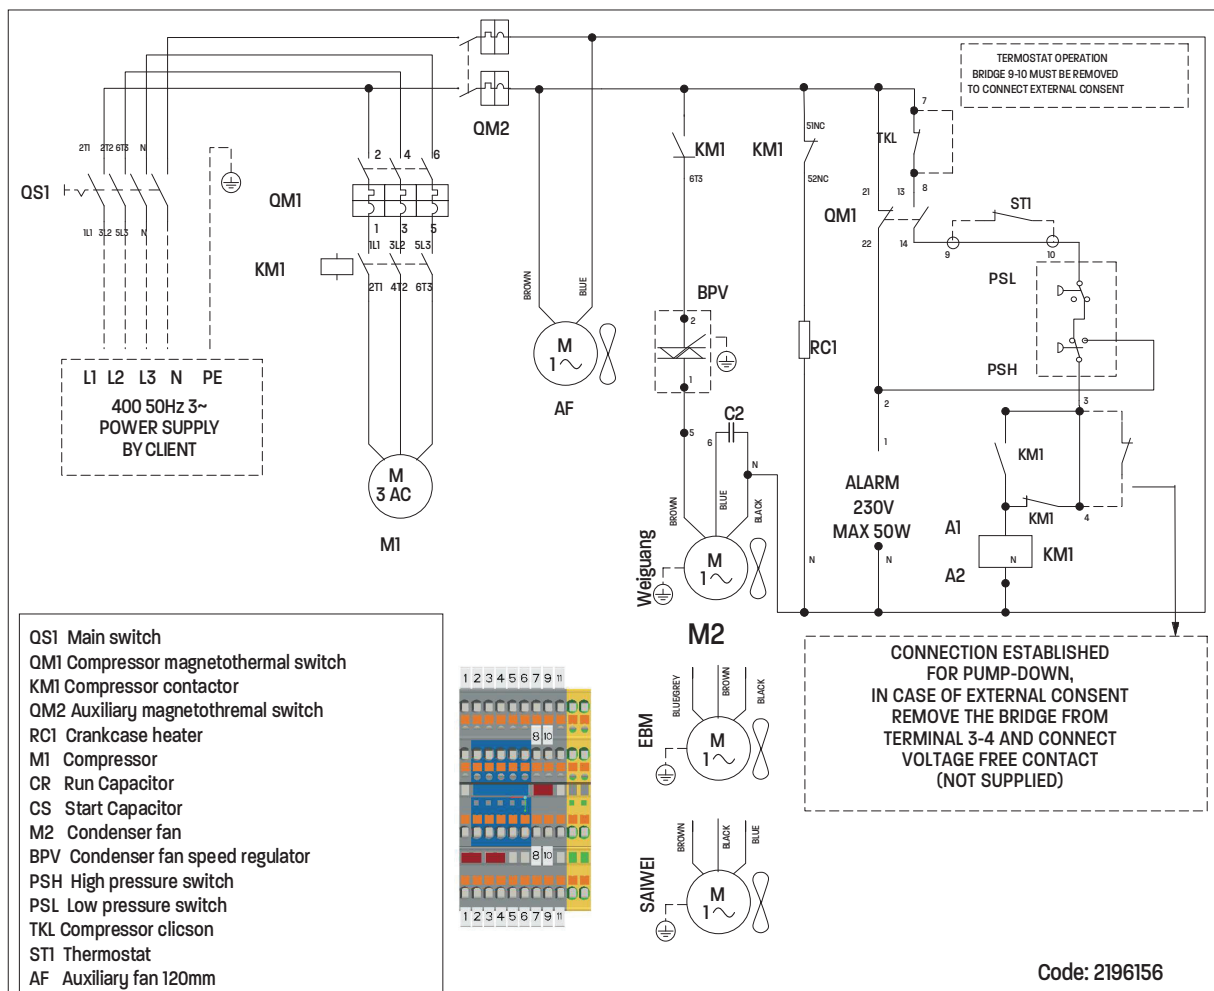 TERMOSTAT OPERATION
BRIDGE 9-10 MUST BE REMOVED
TO CONNECT EXTERNAL CONSENT
QM2
7
2T1 2T2 6T3 N
QS1
1L1 3L2 5L3 N
2 4 6
QM1
1 3 5
1L1 3L2 5L3
KM1
2T1 4T2 6T3
KM1
6T3
KM1
51NC
52NC
TKL
8
21 13
QM1
22 14
ST1
9 10
PSL
PSH
BROWN
BLUE
M
1~
AF
BPV
2
1
RC1
L1 L2 L3 N PE
400 50Hz 3~
POWER SUPPLY
BY CLIENT
M
3 AC
M1
5
6
C2
N
BROWN
BLUE
BLACK
Weiguang
M
1~
M2
2
1
ALARM
230V
MAX 50W
N
N
3
KM1
KM1
4
A1
N
KM1
A2
QS1 Main switch
QM1 Compressor magnetothermal switch
KM1 Compressor contactor
QM2 Auxiliary magnetothremal switch
RC1 Crankcase heater
M1 Compressor
CR Run Capacitor
CS Start Capacitor
M2 Condenser fan
BPV Condenser fan speed regulator
PSH High pressure switch
PSL Low pressure switch
TKL Compressor clicson
ST1 Thermostat
AF Auxiliary fan 120mm
1 2 3 4 5 6 7 9 11
8 10
8 10
1 2 3 4 5 6 7 9 11
BLUE/GREY
BROWN
BLACK
EBM
M
1~
BROWN
BLACK
BLUE
SAIWEI
M
1~
CONNECTION ESTABLISHED
FOR PUMP-DOWN,
IN CASE OF EXTERNAL CONSENT
REMOVE THE BRIDGE FROM
TERMINAL 3-4 AND CONNECT
VOLTAGE FREE CONTACT
(NOT SUPPLIED)
Code: 2196156